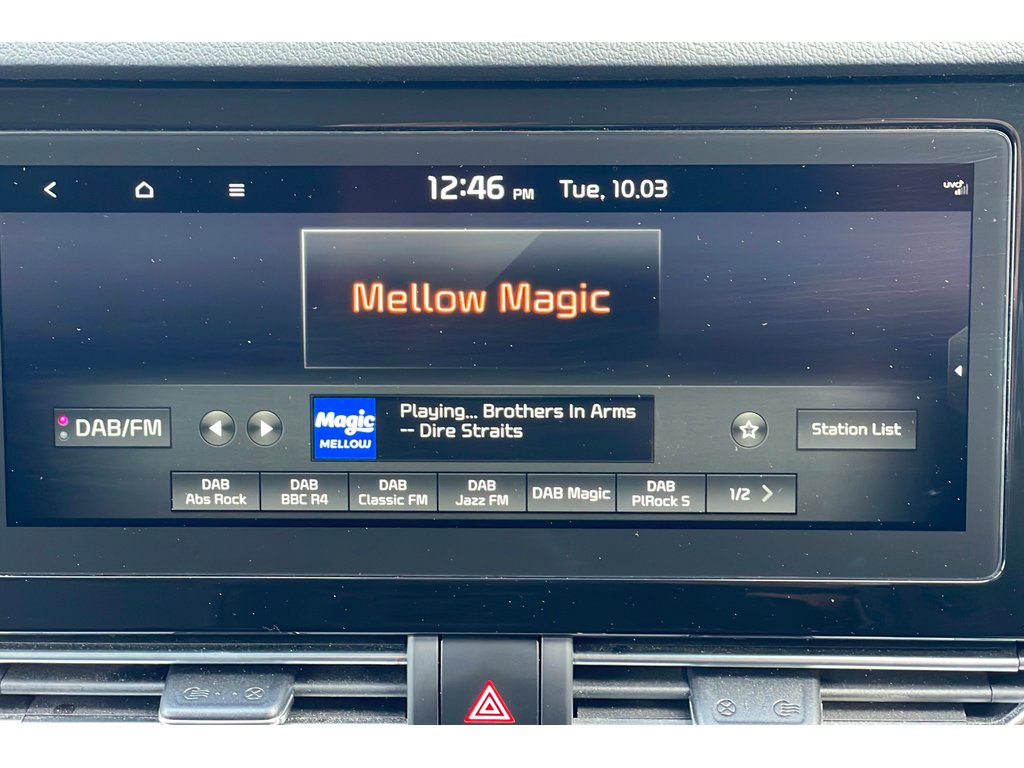 12:46 PM Tue, 10.03
UVO
Mellow Magic
DAB/FM
Magic
MELLOW
Playing... Brothers In Arms
-- Dire Straits
Station List
DAB
Abs Rock
DAB
BBC R4
DAB
Classic FM
DAB
Jazz FM
DAB Magic
DAB
PlRock S
1/2